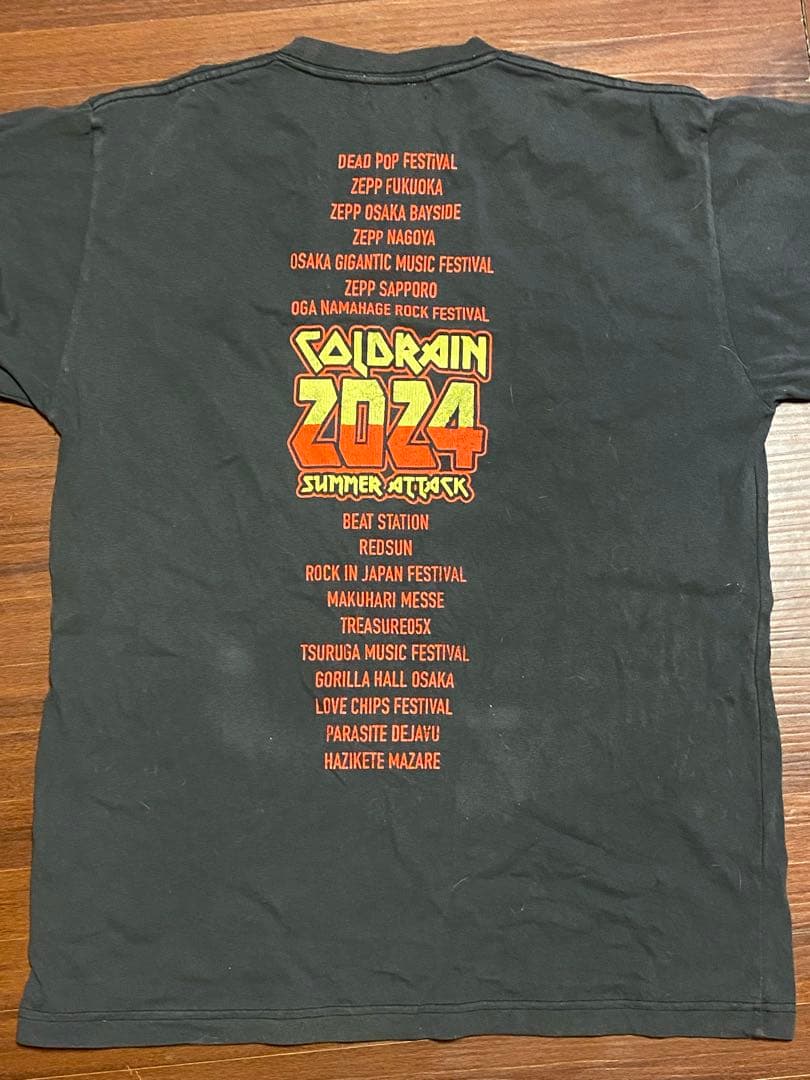 DEAD POP FESTiVAL
ZEPP FUKUOKA
ZEPP OSAKA BAYSIDE
ZEPP NAGOYA
OSAKA GIGANTIC MUSIC FESTIVAL
ZEPP SAPPORO
OGA NAMAHAGE ROCK FESTIVAL
COLDRAIN
2024
SUMMER ATTACK
BEAT STATION
REDSUN
ROCK IN JAPAN FESTIVAL
MAKUHARI MESSE
TREASURE05X
TSURUGA MUSIC FESTIVAL
GORILLA HALL OSAKA
LOVE CHIPS FESTIVAL
PARASITE DEJAVU
HAZIKETE MAZARE